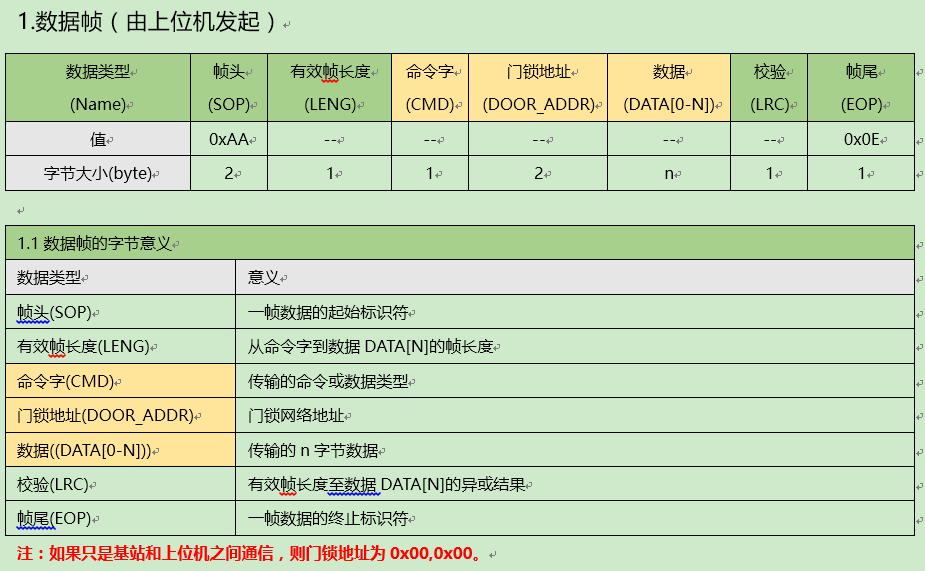 1.数据帧（由上位机发起）
数据类型 帧头 有效帧长度 命令字 门锁地址 数据 校验 帧尾
(Name) (SOP) (LENG) (CMD) (DOOR_ADDR) (DATA[0-N]) (LRC) (EOP)
值 0xAA -- -- -- -- -- 0x0E
字节大小(byte) 2 1 1 2 n 1 1
1.1 数据帧的字节意义
数据类型 意义
帧头(SOP) 一帧数据的起始标识符
有效帧长度(LENG) 从命令字到数据 DATA[N]的帧长度
命令字(CMD) 传输的命令或数据类型
门锁地址(DOOR_ADDR) 门锁网络地址
数据((DATA[0-N])) 传输的 n 字节数据
校验(LRC) 有效帧长度至数据 DATA[N]的异或结果
帧尾(EOP) 一帧数据的终止标识符
注：如果只是基站和上位机之间通信，则门锁地址为 0x00,0x00。